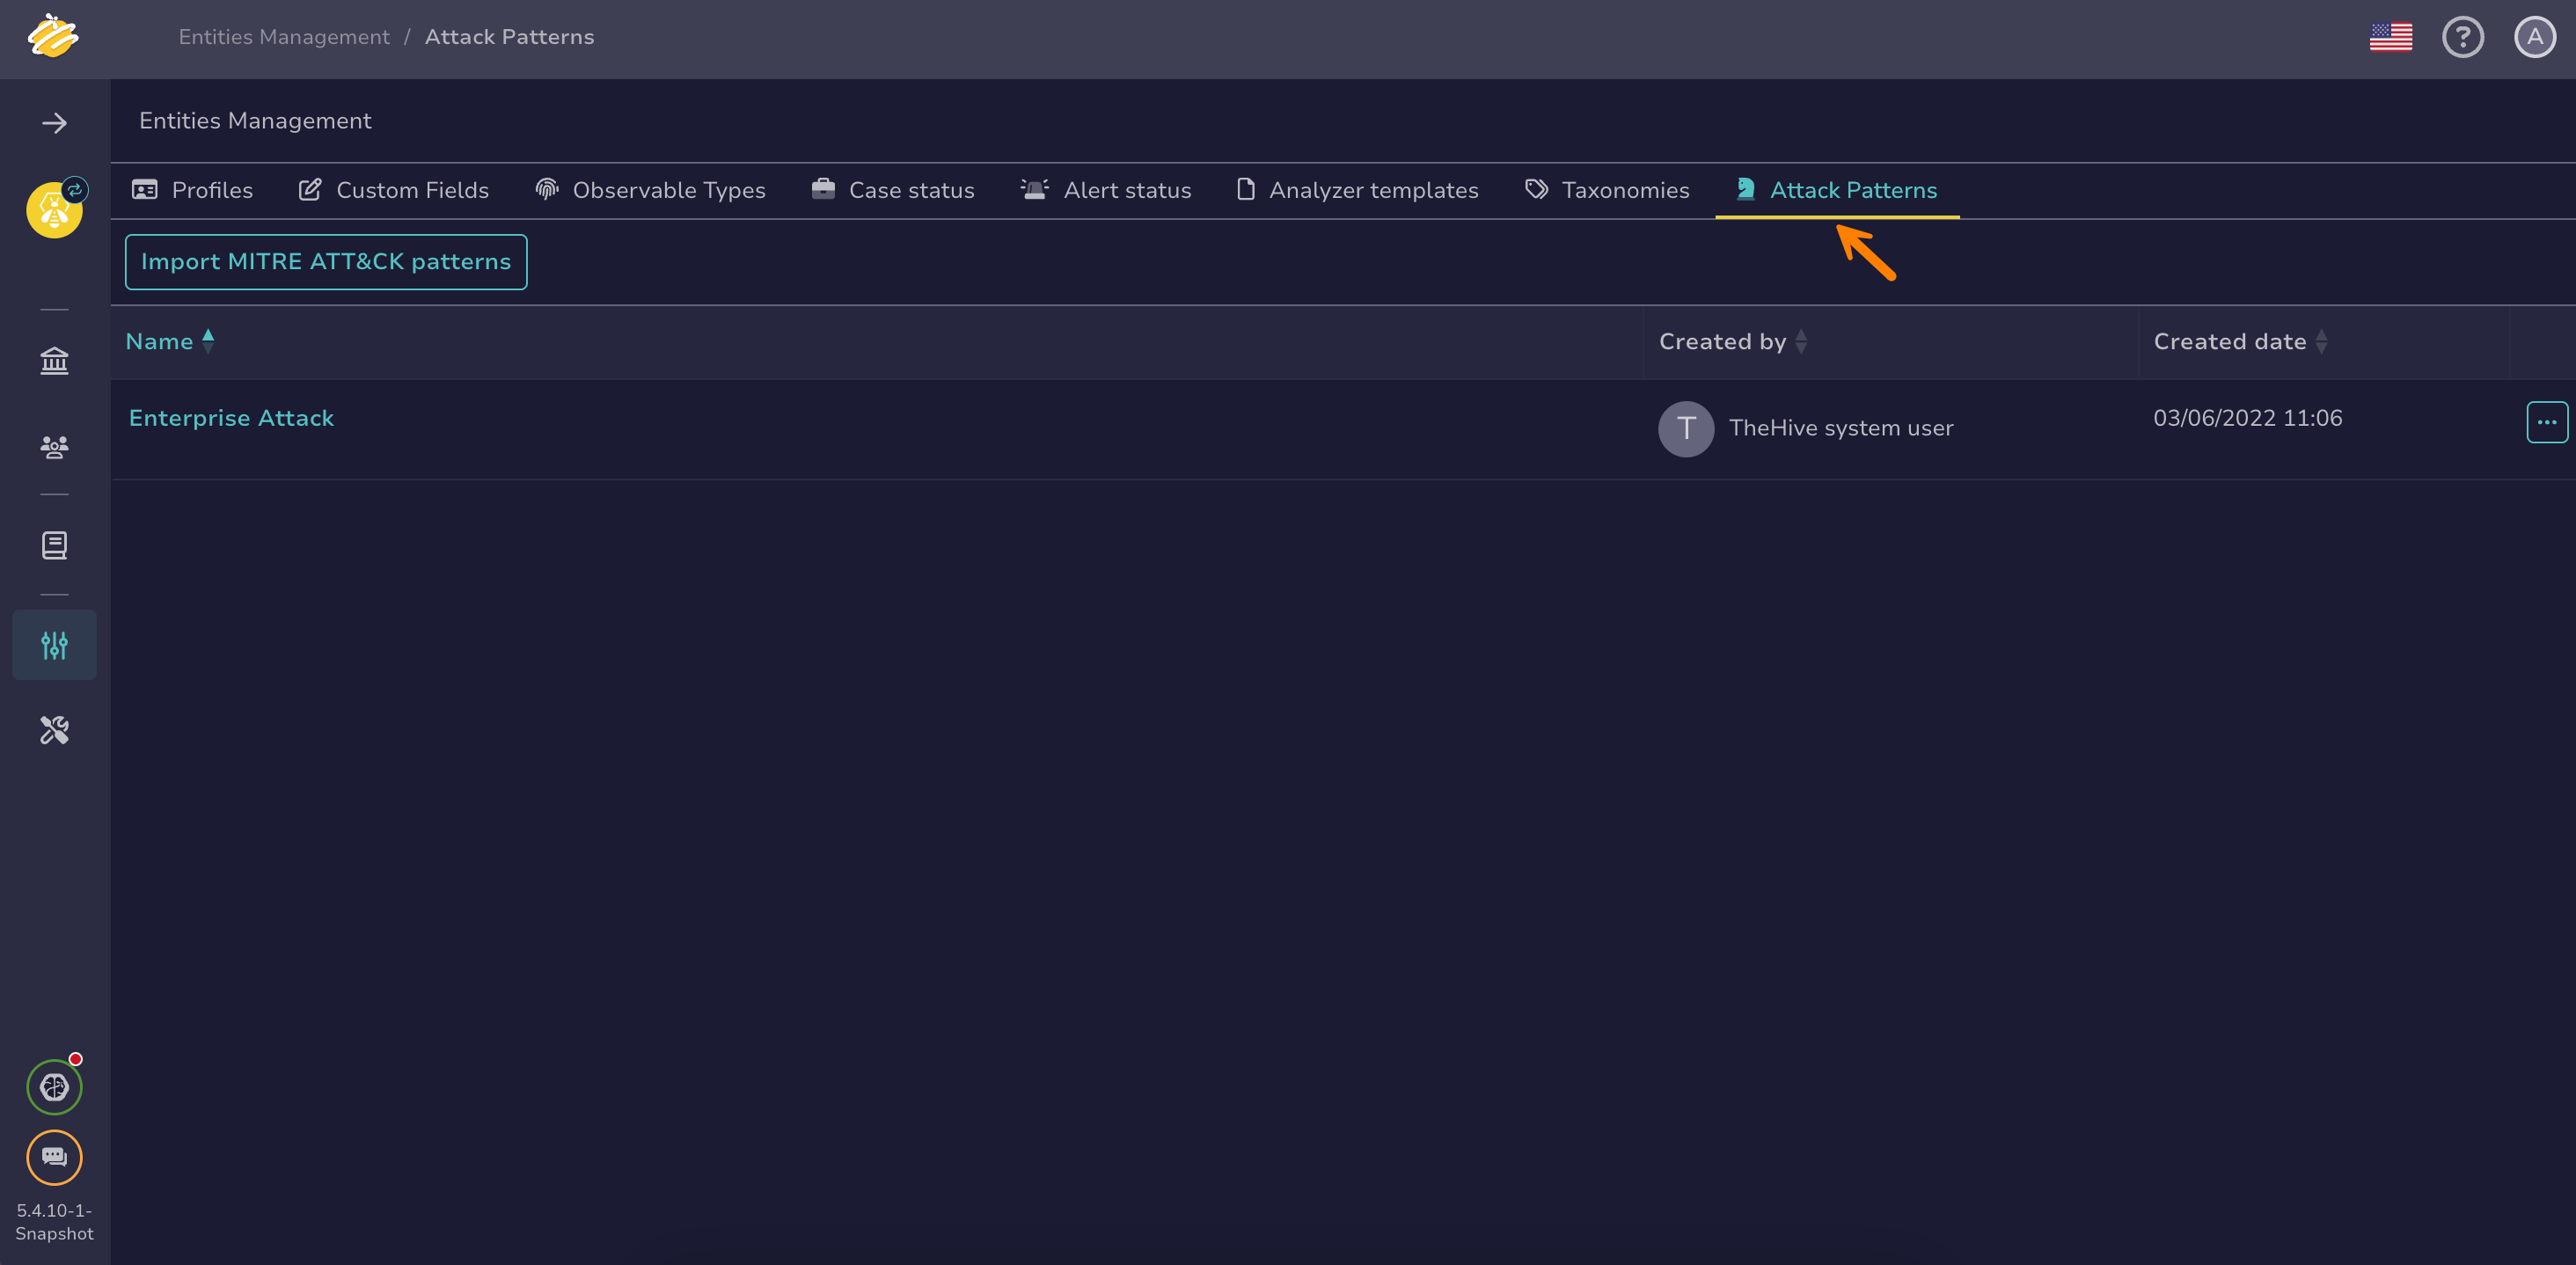 Entities Management / Attack Patterns
A
Entities Management
Profiles Custom Fields Observable Types Case status Alert status Analyzer templates Taxonomies Attack Patterns
Import MITRE ATT&CK patterns
Name Created by Created date
Enterprise Attack T TheHive system user 03/06/2022 11:06
5.4.10-1-
Snapshot